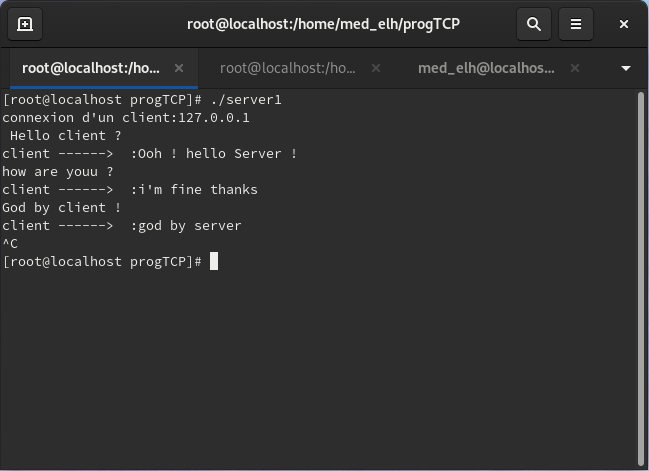 root@localhost:/home/med_elh/progTCP
root@localhost:/ho... × root@localhost:/ho... × med_elh@localhos... ×
[root@localhost progTCP]# ./server1
connexion d'un client:127.0.0.1
 Hello client ?
client ------>  :Ooh ! hello Server !
how are youu ?
client ------>  :i'm fine thanks
God by client !
client ------>  :god by server
^C
[root@localhost progTCP]#